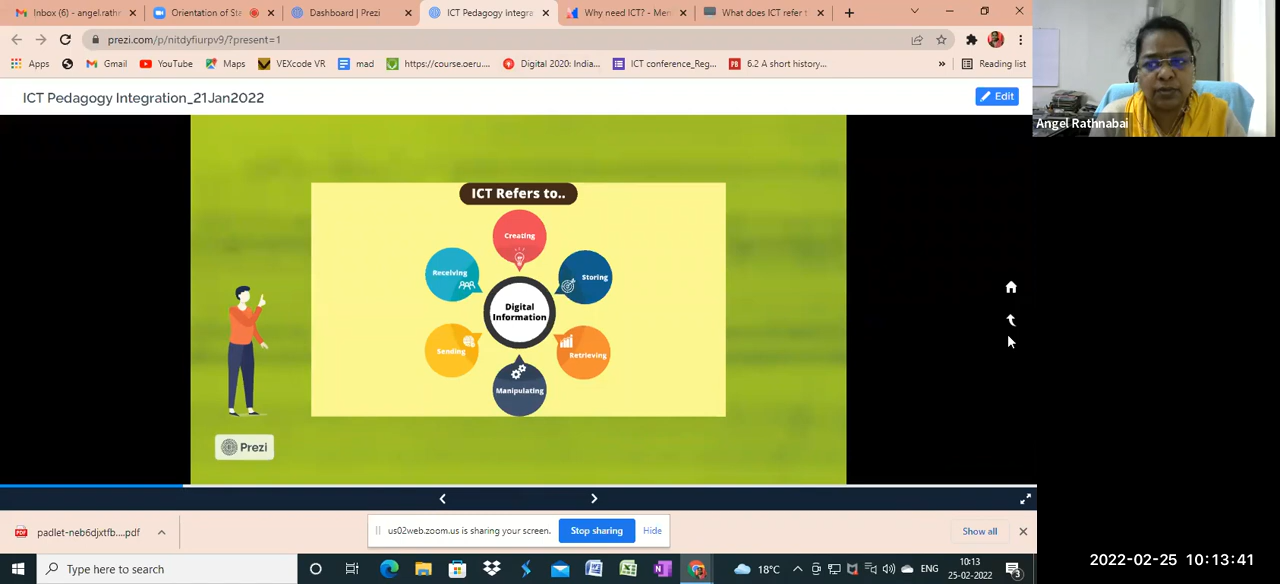 Inbox (6) - angel.rathr
Orientation of Sta
Dashboard | Prezi
ICT Pedagogy Integra
Why need ICT? - Men
What does ICT refer t
prezi.com/p/nitdyfiurpv9/?present=1
Apps
Gmail
YouTube
Maps
VEXcode VR
mad
https://course.oeru....
Digital 2020: India...
ICT conference_Reg...
6.2 A short history...
»
Reading list
ICT Pedagogy Integration_21Jan2022
Edit
Angel Rathnabai
ICT Refers to..
Creating
Receiving
Storing
Digital
Information
Sending
Retrieving
Manipulating
Prezi
padlet-neb6djxtfb....pdf
us02web.zoom.us is sharing your screen.
Stop sharing
Hide
Show all
Type here to search
18°C
ENG
10:13
25-02-2022
3
2022-02-25 10:13:41